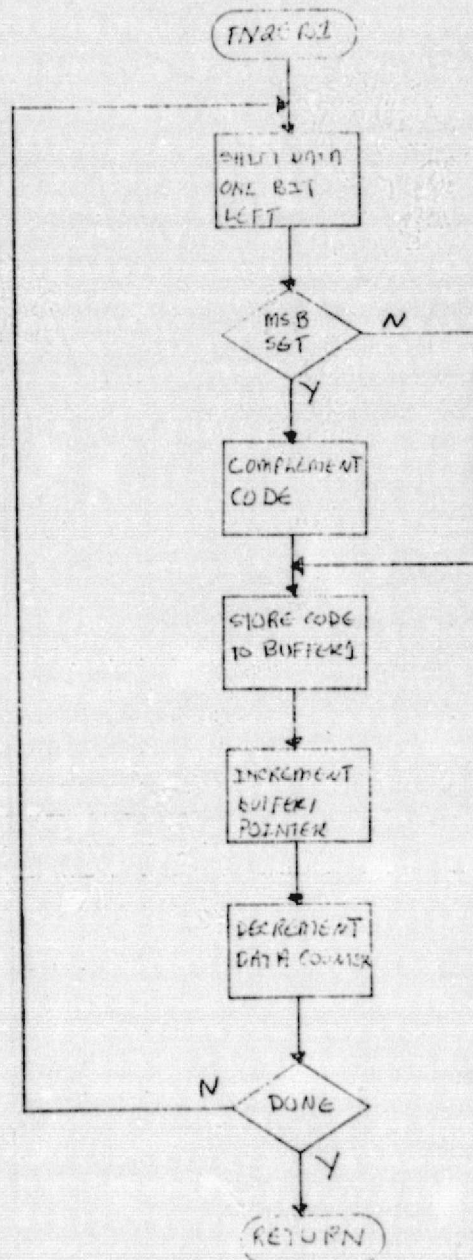 SHIFT DATA
ONE BIT
LEFT
MSB
SET
N
Y
COMPLEMENT
CODE
STORE CODE
TO BUFFER1
INCREMENT
BUFFER1
POINTER
DECREMENT
DATA COUNTER
N
DONE
Y
RETURN